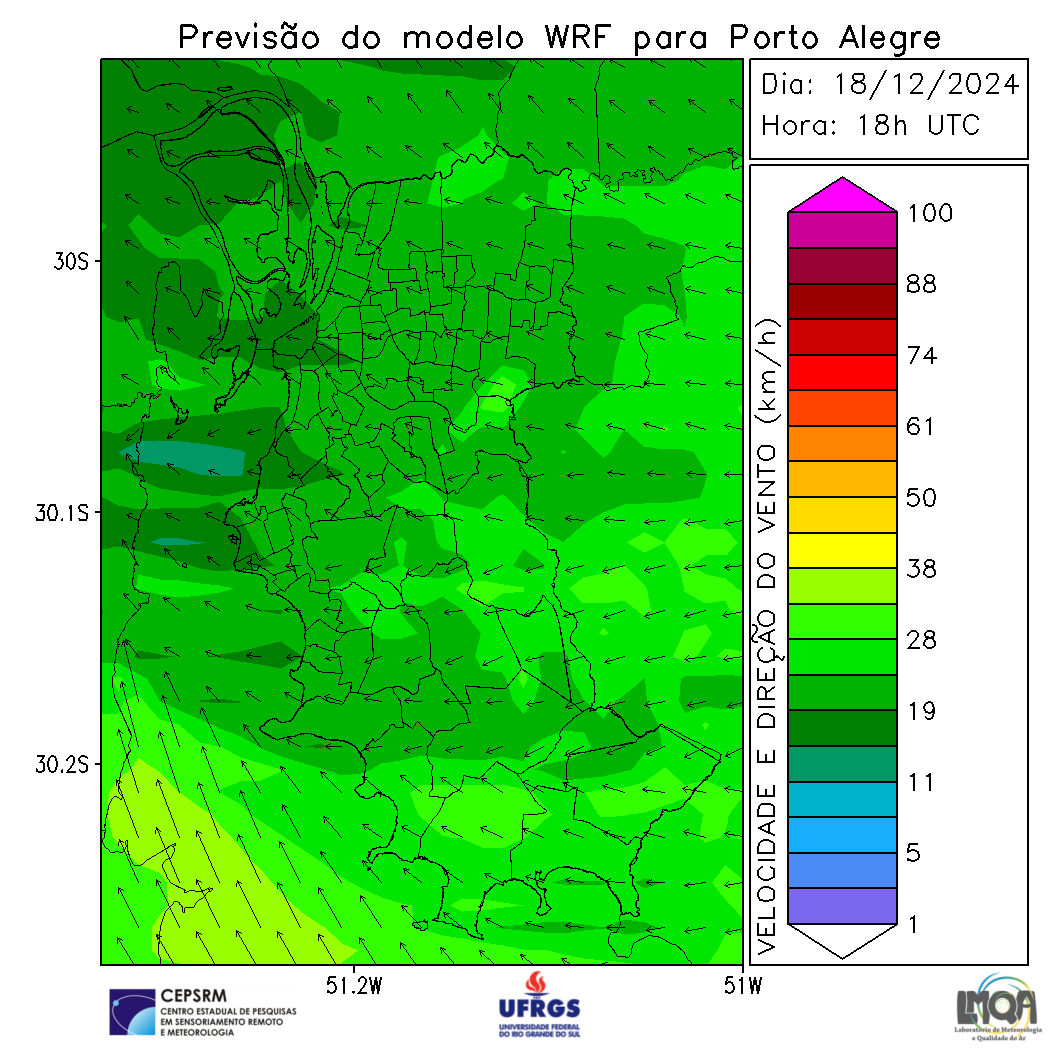 Previsão do modelo WRF para Porto Alegre
Dia: 18/12/2024
Hora: 18h UTC
30S
30.1S
30.2S
51.2W
51W
VELOCIDADE E DIREÇÃO DO VENTO (km/h)
100
88
74
61
50
38
28
19
11
5
1
CEPSRM
CENTRO ESTADUAL DE PESQUISAS
EM SENSORIAMENTO REMOTO
E METEOROLOGIA
UFRGS
UNIVERSIDADE FEDERAL
DO RIO GRANDE DO SUL
LMQA
Laboratório de Meteorologia
e Qualidade do Ar